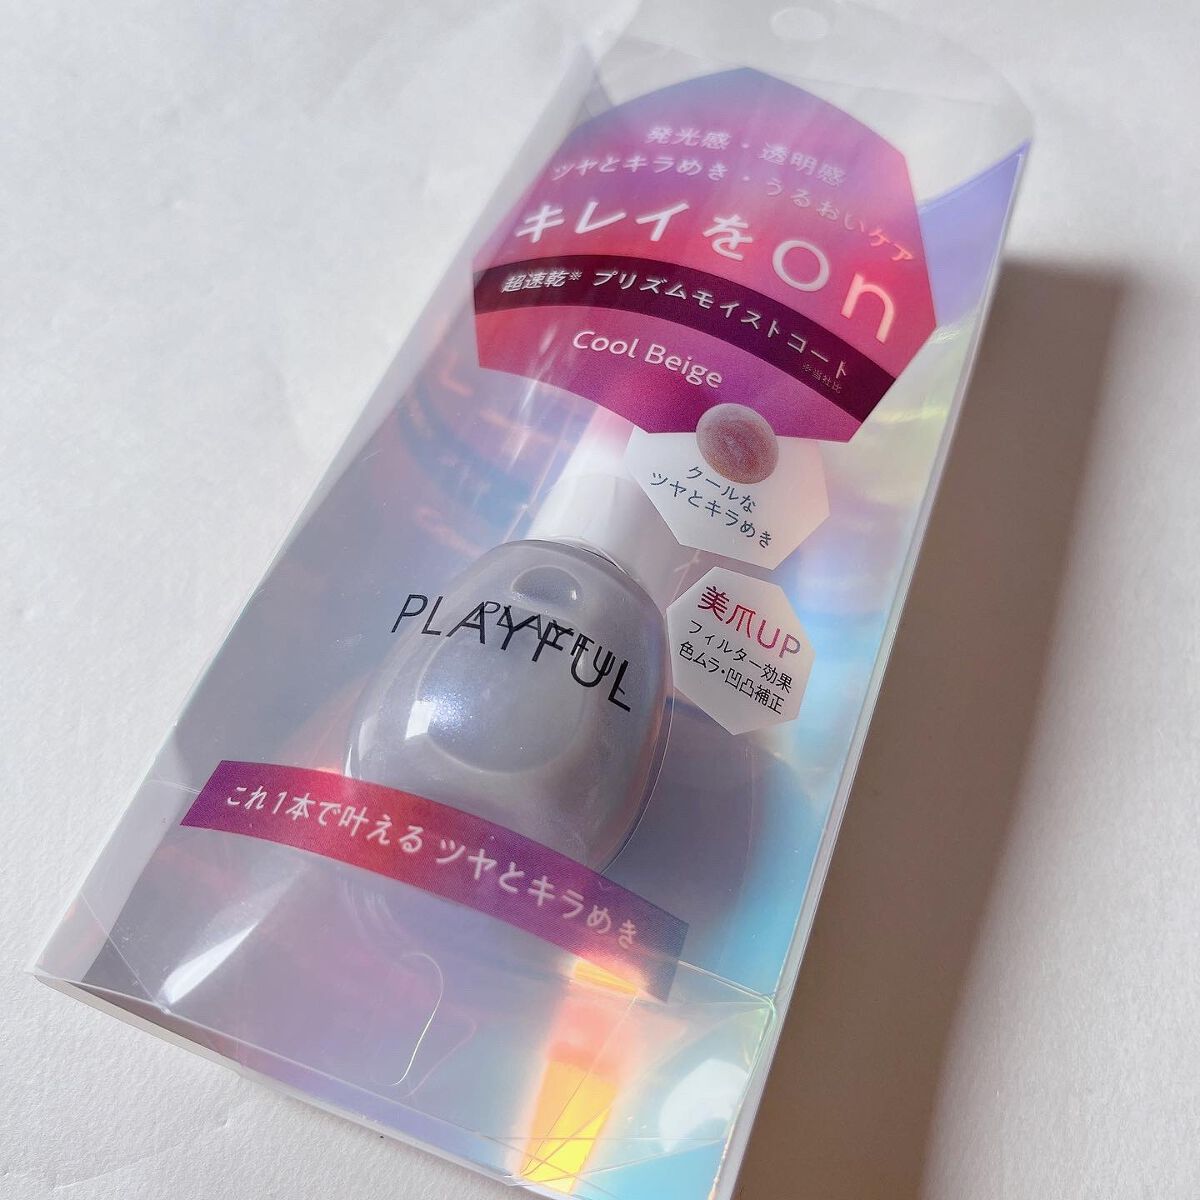 発光感・透明感
ツヤとキラめき・うるおいケア
キレイをOn
超速乾※ プリズムモイストコート
※当社比
Cool Beige
クールな
ツヤとキラめき
美爪UP
フィルター効果
色ムラ・凹凸補正
PLAYFUL
PLAYFUL
これ1本で叶える ツヤとキラめき